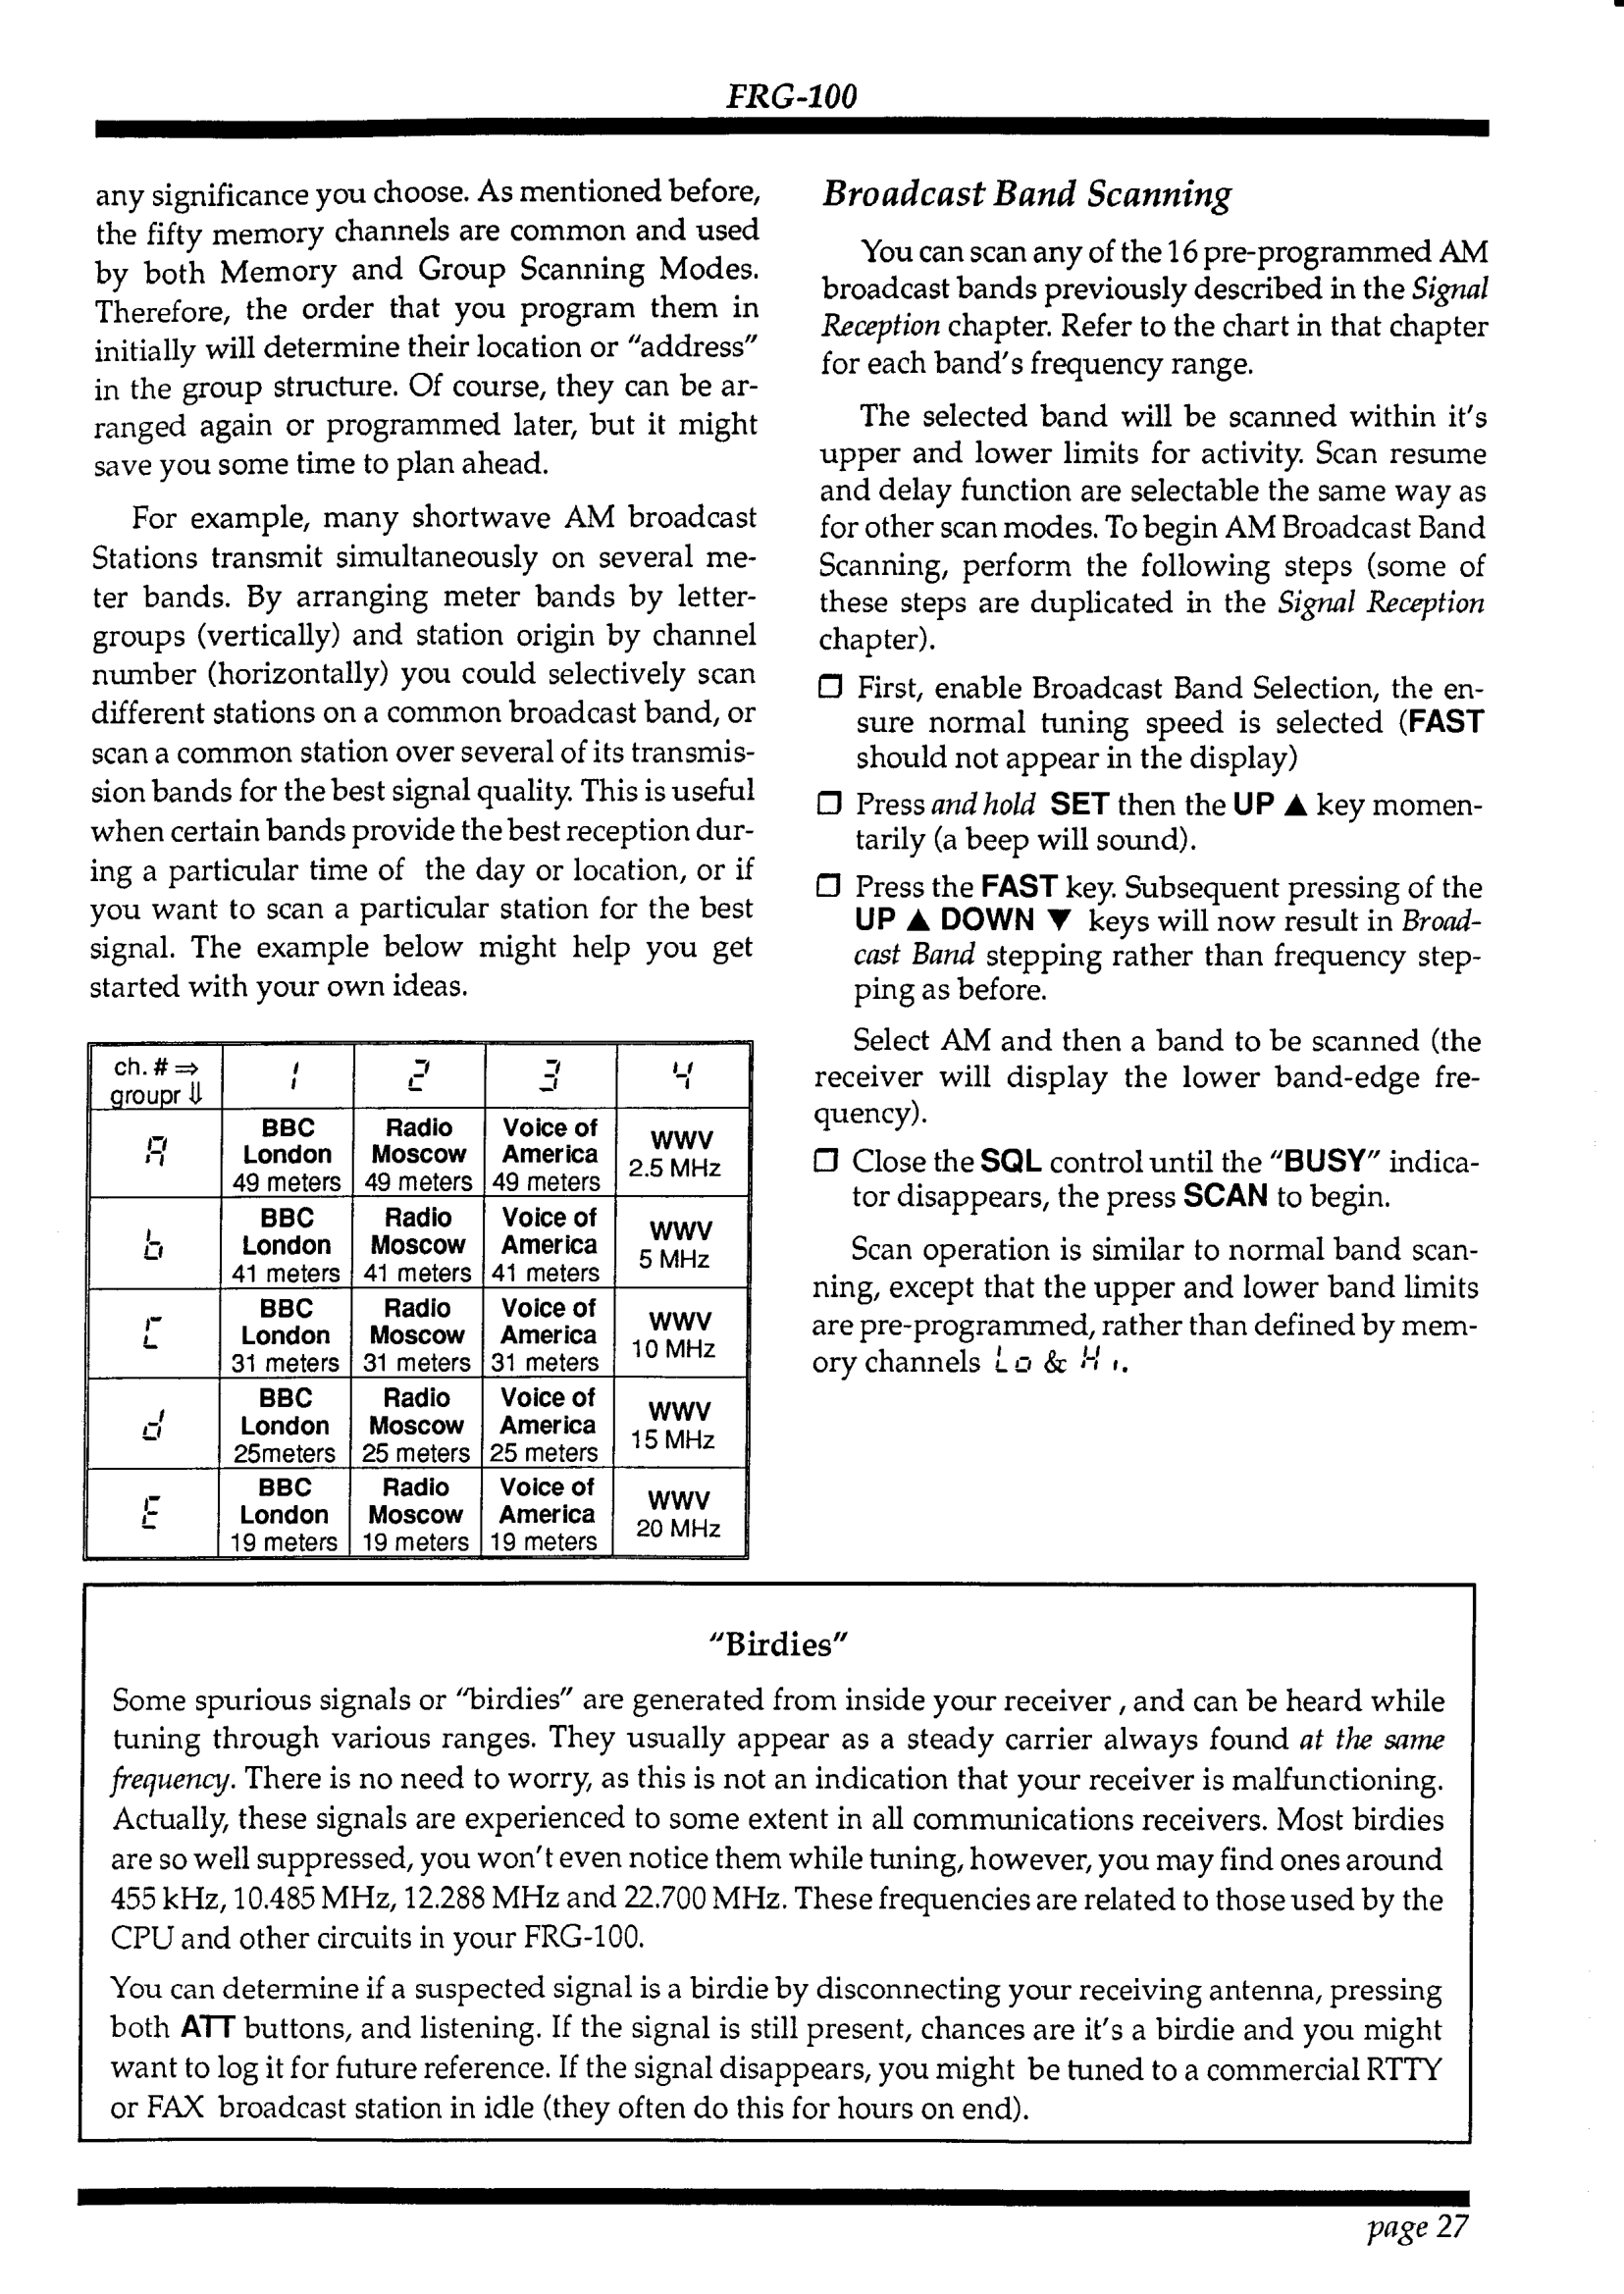 FRG-100
any significance you choose. As mentioned before,
the fifty memory channels are common and used
by both Memory and Group Scanning Modes.
Therefore, the order that you program them in
initially will determine their location or "address"
in the group structure. Of course, they can be ar-
ranged again or programmed later, but it might
save you some time to plan ahead.
For example, many shortwave AM broadcast
Stations transmit simultaneously on several me-
ter bands. By arranging meter bands by letter-
groups (vertically) and station origin by channel
number (horizontally) you could selectively scan
different stations on a common broadcast band, or
scan a common station over several of its transmis-
sion bands for the best signal quality. This is useful
when certain bands provide the best reception dur-
ing a particular time of the day or location, or if
you want to scan a particular station for the best
signal. The example below might help you get
started with your own ideas.
ch. # ⇒ 1 2 3 4
groupr ⇓
BBC Radio Voice of
A London Moscow America WWV
49 meters 49 meters 49 meters 2.5 MHz
BBC Radio Voice of
b London Moscow America WWV
41 meters 41 meters 41 meters 5 MHz
BBC Radio Voice of
C London Moscow America WWV
31 meters 31 meters 31 meters 10 MHz
BBC Radio Voice of
d London Moscow America WWV
25meters 25 meters 25 meters 15 MHz
BBC Radio Voice of
E London Moscow America WWV
19 meters 19 meters 19 meters 20 MHz
Broadcast Band Scanning
You can scan any of the 16 pre-programmed AM
broadcast bands previously described in the Signal
Reception chapter. Refer to the chart in that chapter
for each band's frequency range.
The selected band will be scanned within it's
upper and lower limits for activity. Scan resume
and delay function are selectable the same way as
for other scan modes. To begin AM Broadcast Band
Scanning, perform the following steps (some of
these steps are duplicated in the Signal Reception
chapter).
❒ First, enable Broadcast Band Selection, the en-
sure normal tuning speed is selected (FAST
should not appear in the display)
❒ Press and hold SET then the UP ▲ key momen-
tarily (a beep will sound).
❒ Press the FAST key. Subsequent pressing of the
UP ▲ DOWN ▼ keys will now result in Broad-
cast Band stepping rather than frequency step-
ping as before.
Select AM and then a band to be scanned (the
receiver will display the lower band-edge fre-
quency).
❒ Close the SQL control until the "BUSY" indica-
tor disappears, the press SCAN to begin.
Scan operation is similar to normal band scan-
ning, except that the upper and lower band limits
are pre-programmed, rather than defined by mem-
ory channels Lo & Hi.
"Birdies"
Some spurious signals or "birdies" are generated from inside your receiver , and can be heard while
tuning through various ranges. They usually appear as a steady carrier always found at the same
frequency. There is no need to worry, as this is not an indication that your receiver is malfunctioning.
Actually, these signals are experienced to some extent in all communications receivers. Most birdies
are so well suppressed, you won't even notice them while tuning, however, you may find ones around
455 kHz, 10.485 MHz, 12.288 MHz and 22.700 MHz. These frequencies are related to those used by the
CPU and other circuits in your FRG-100.
You can determine if a suspected signal is a birdie by disconnecting your receiving antenna, pressing
both ATT buttons, and listening. If the signal is still present, chances are it's a birdie and you might
want to log it for future reference. If the signal disappears, you might be tuned to a commercial RTTY
or FAX broadcast station in idle (they often do this for hours on end).
page 27